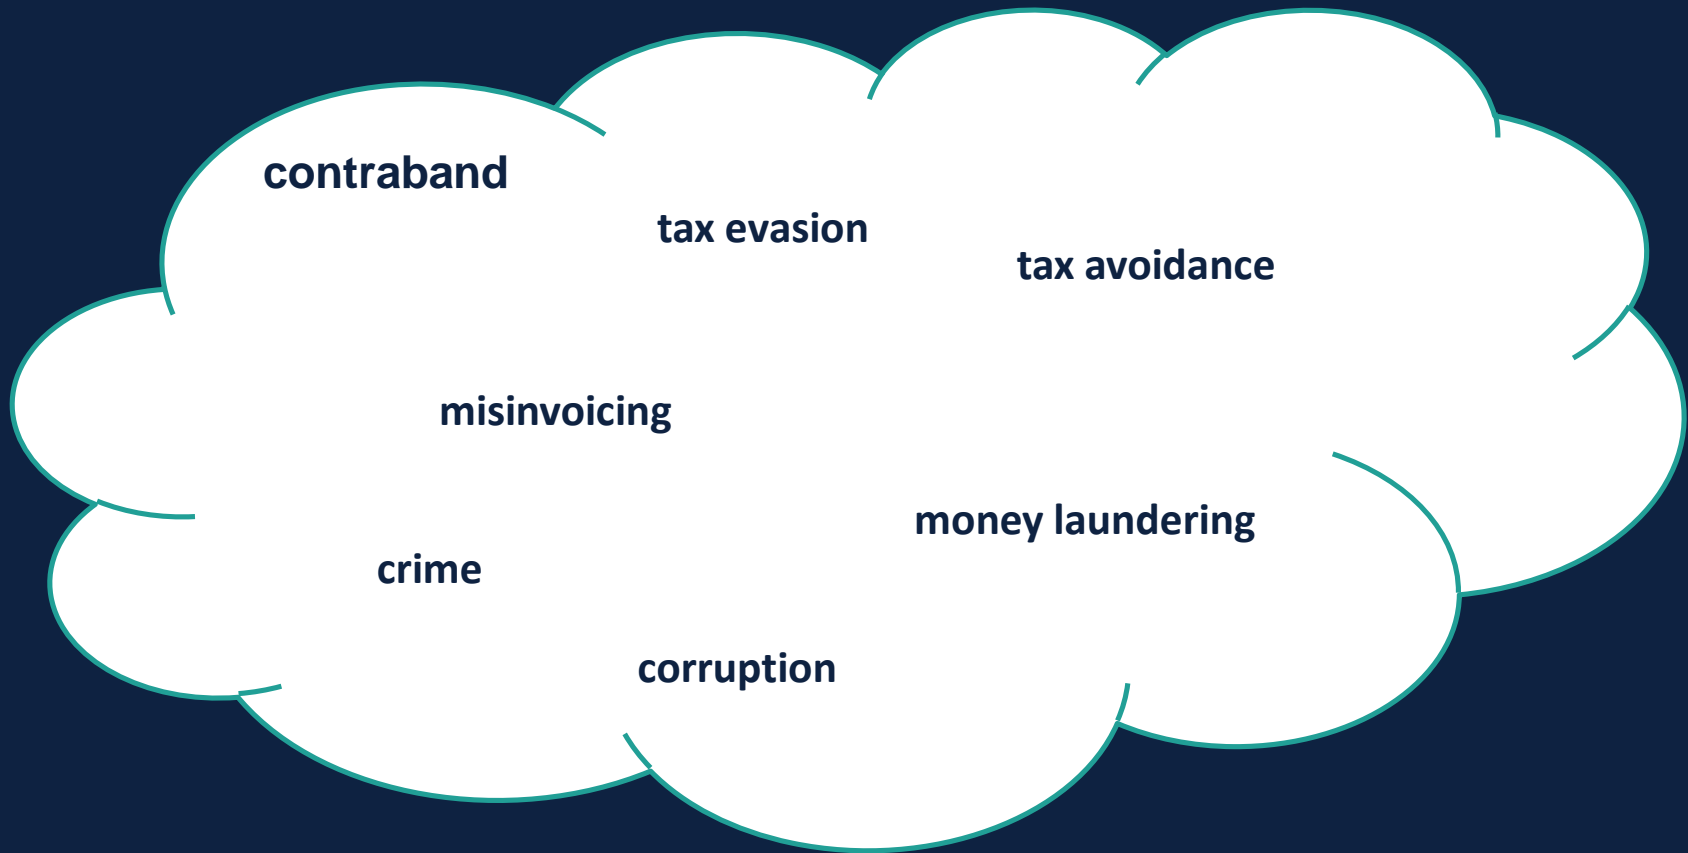 contraband
tax evasion
tax avoidance
misinvoicing
money laundering
crime
corruption